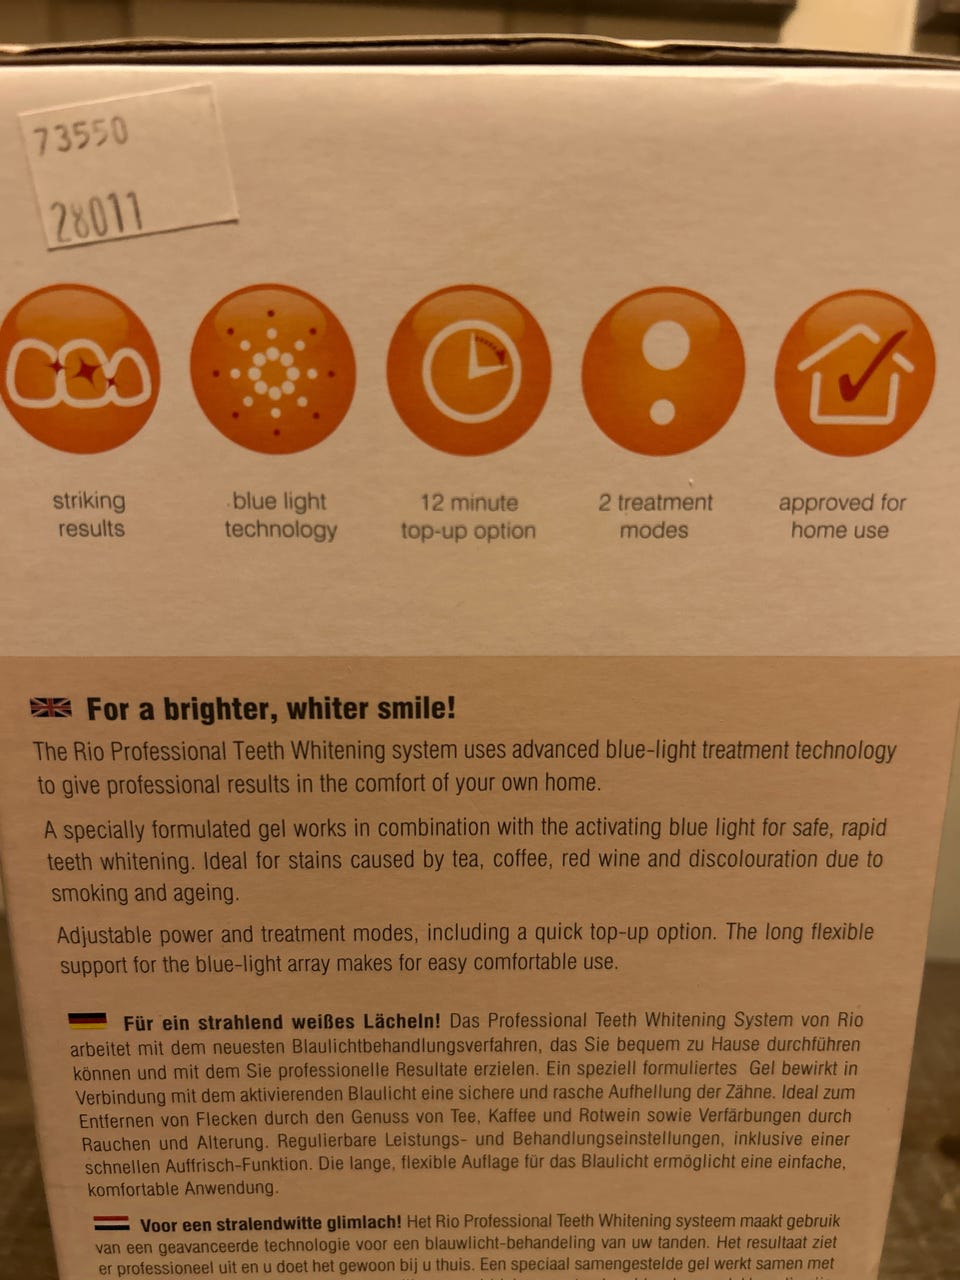 73550
28011
striking
results
blue light
technology
12 minute
top-up option
2 treatment
modes
approved for
home use
For a brighter, whiter smile!
The Rio Professional Teeth Whitening system uses advanced blue-light treatment technology
to give professional results in the comfort of your own home.
A specially formulated gel works in combination with the activating blue light for safe, rapid
teeth whitening. Ideal for stains caused by tea, coffee, red wine and discolouration due to
smoking and ageing.
Adjustable power and treatment modes, including a quick top-up option. The long flexible
support for the blue-light array makes for easy comfortable use.
Für ein strahlend weißes Lächeln! Das Professional Teeth Whitening System von Rio
arbeitet mit dem neuesten Blaulichtbehandlungsverfahren, das Sie bequem zu Hause durchführen
können und mit dem Sie professionelle Resultate erzielen. Ein speziell formuliertes Gel bewirkt in
Verbindung mit dem aktivierenden Blaulicht eine sichere und rasche Aufhellung der Zähne. Ideal zum
Entfernen von Flecken durch den Genuss von Tee, Kaffee und Rotwein sowie Verfärbungen durch
Rauchen und Alterung. Regulierbare Leistungs- und Behandlungseinstellungen, inklusive einer
schnellen Auffrisch-Funktion. Die lange, flexible Auflage für das Blaulicht ermöglicht eine einfache,
komfortable Anwendung.
Voor een stralendwitte glimlach! Het Rio Professional Teeth Whitening systeem maakt gebruik
van een geavanceerde technologie voor een blauwlicht-behandeling van uw tanden. Het resultaat ziet
er professioneel uit en u doet het gewoon bij u thuis. Een speciaal samengestelde gel werkt samen met